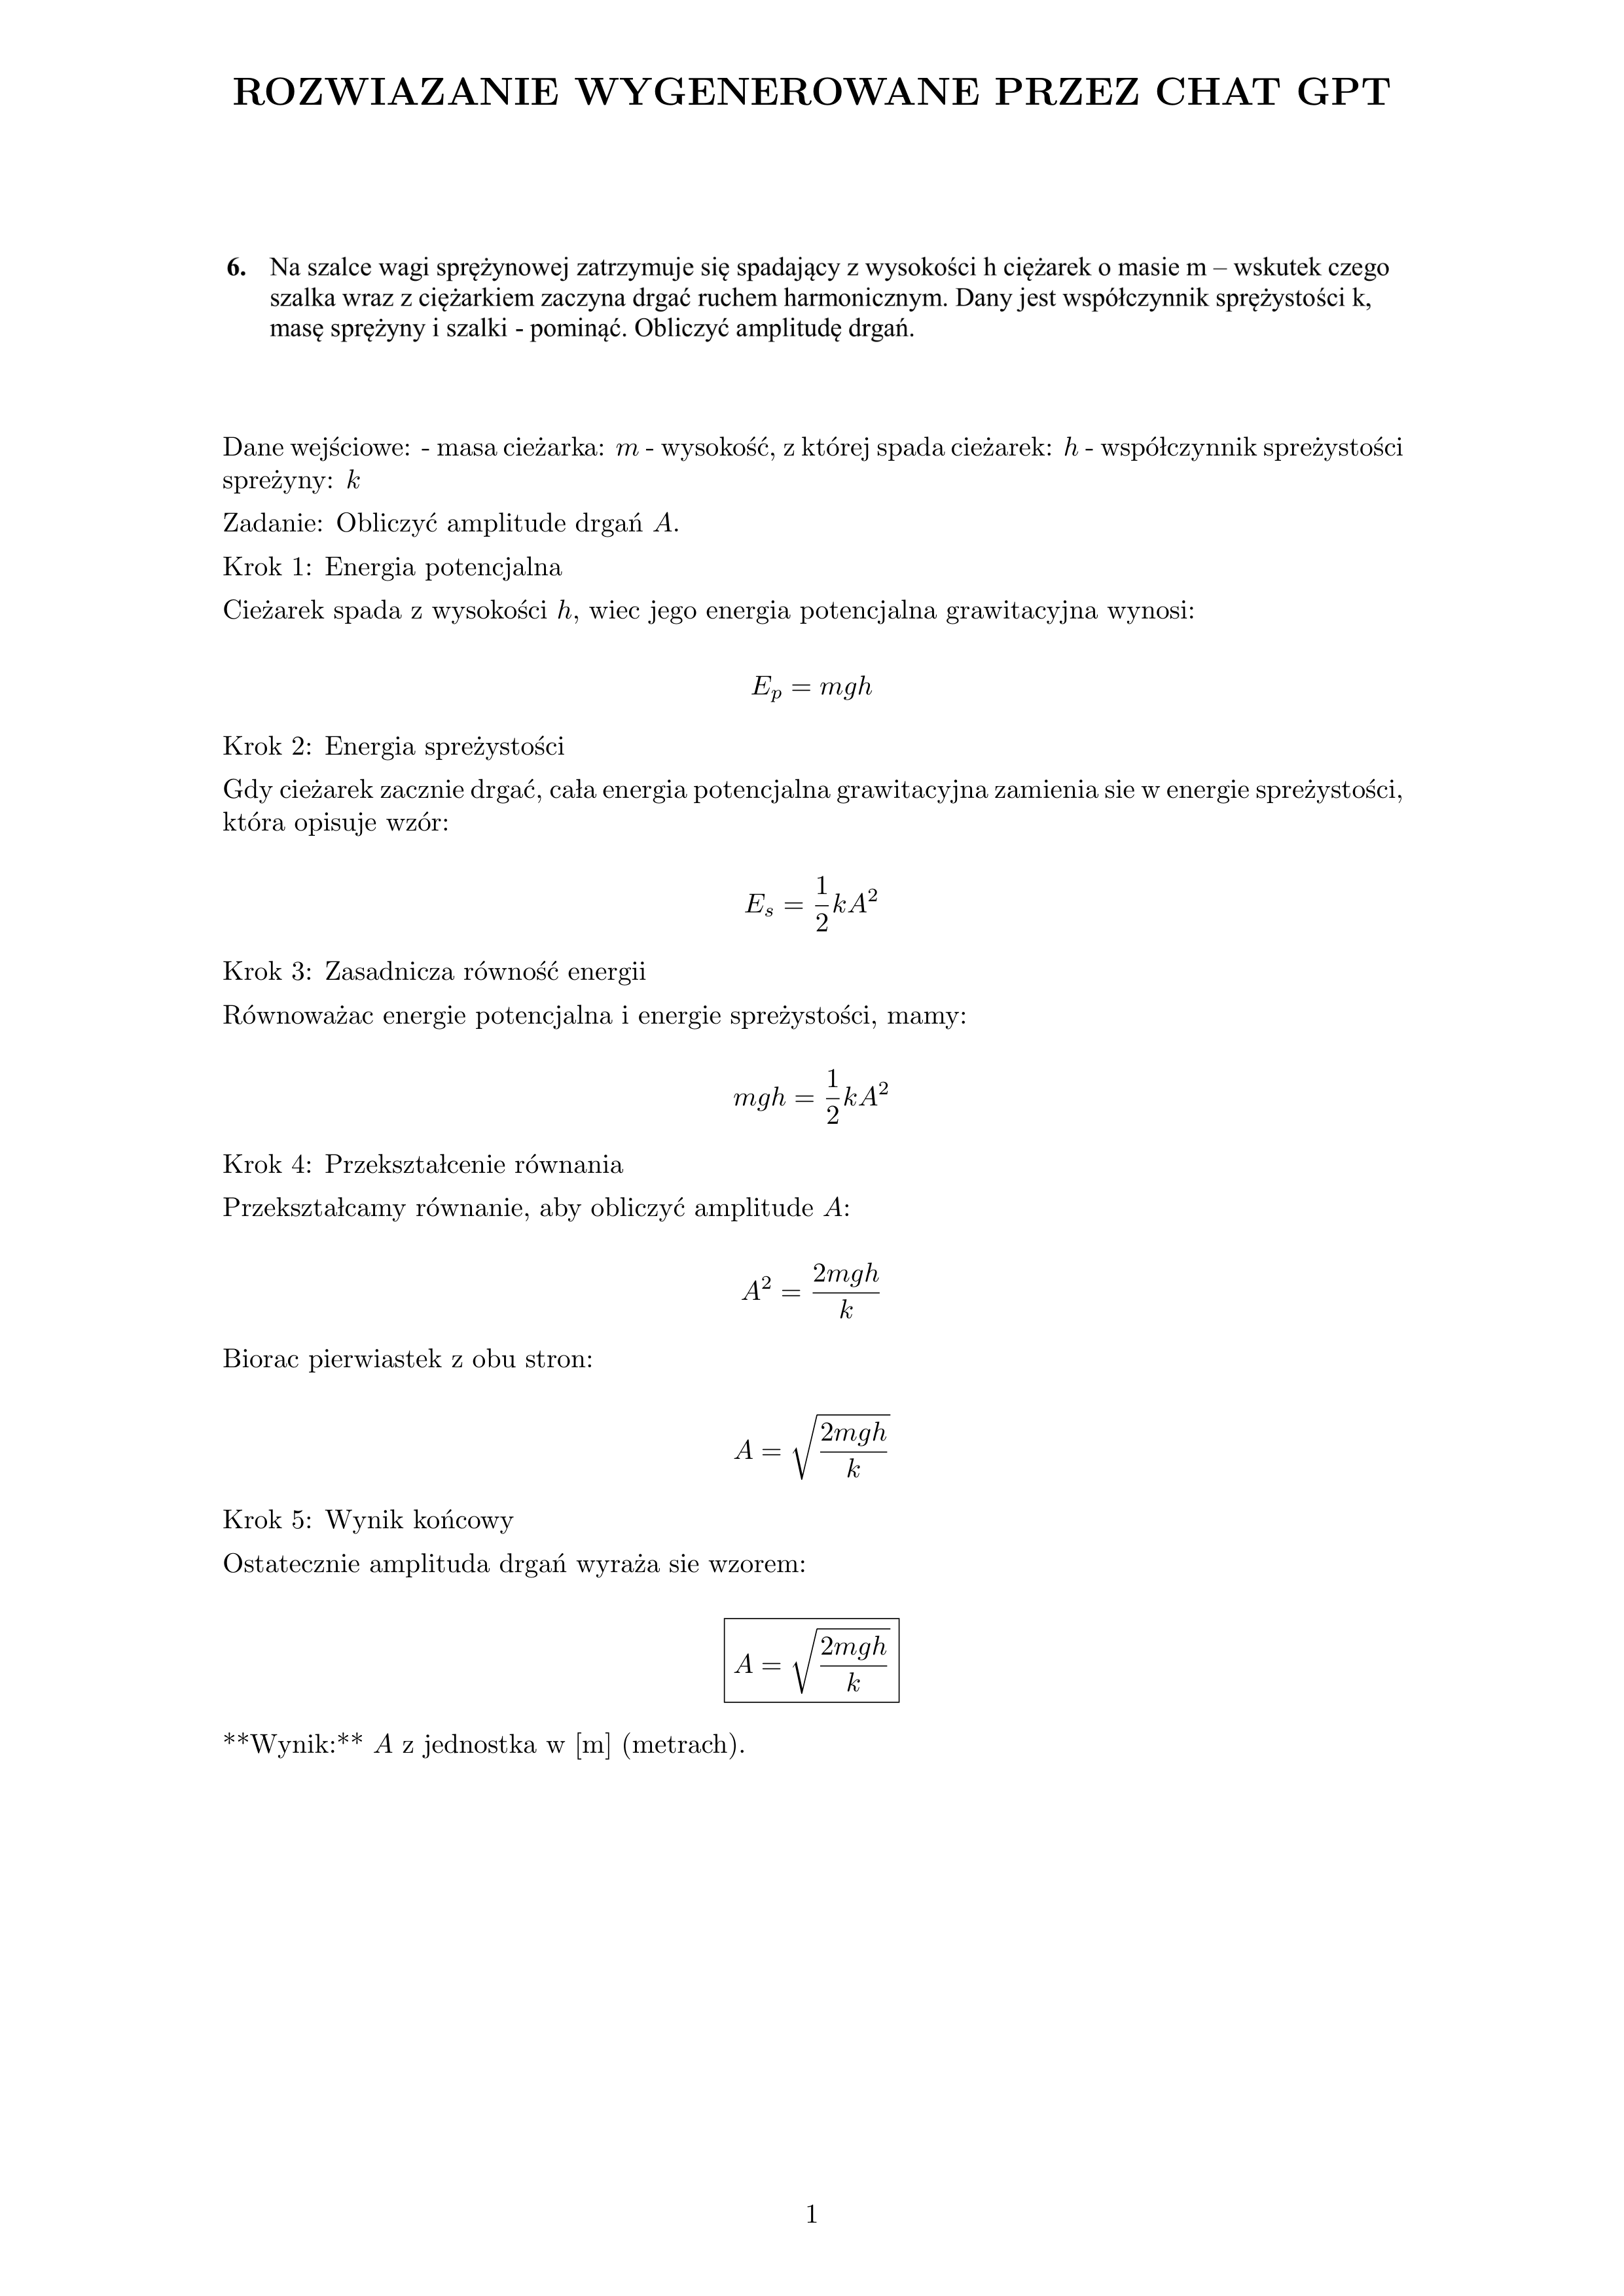 ROZWIAZANIE WYGENEROWANE PRZEZ CHAT GPT
6. Na szalce wagi sprężynowej zatrzymuje się spadający z wysokości h ciężarek o masie m – wskutek czego
szalka wraz z ciężarkiem zaczyna drgać ruchem harmonicznym. Dany jest współczynnik sprężystości k,
masę sprężyny i szalki - pominąć. Obliczyć amplitudę drgań.
Dane wejściowe: - masa cieżarka: m - wysokość, z której spada cieżarek: h - współczynnik spreżystości
spreżyny: k
Zadanie: Obliczyć amplitude drgań A.
Krok 1: Energia potencjalna
Cieżarek spada z wysokości h, wiec jego energia potencjalna grawitacyjna wynosi:
E_p = mgh
Krok 2: Energia spreżystości
Gdy cieżarek zacznie drgać, cała energia potencjalna grawitacyjna zamienia sie w energie spreżystości,
która opisuje wzór:
E_s = \frac{1}{2}kA^2
Krok 3: Zasadnicza równość energii
Równoważac energie potencjalna i energie spreżystości, mamy:
mgh = \frac{1}{2}kA^2
Krok 4: Przekształcenie równania
Przekształcamy równanie, aby obliczyć amplitude A:
A^2 = \frac{2mgh}{k}
Biorac pierwiastek z obu stron:
A = \sqrt{\frac{2mgh}{k}}
Krok 5: Wynik końcowy
Ostatecznie amplituda drgań wyraża sie wzorem:
A = \sqrt{\frac{2mgh}{k}}
**Wynik:** A z jednostka w [m] (metrach).
1